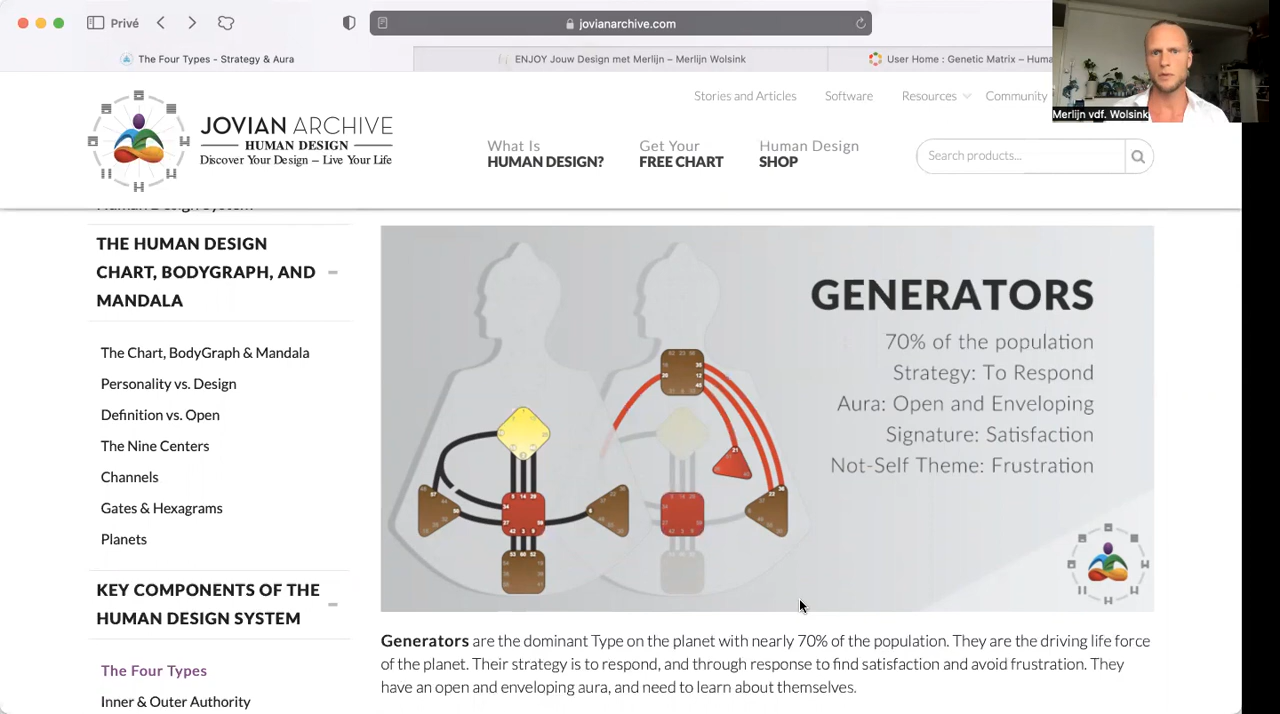 Privé
jovianarchive.com
The Four Types - Strategy & Aura
ENJOY Jouw Design met Merlijn – Merlijn Wolsink
User Home : Genetic Matrix – Huma
Merlijn vdf. Wolsink
Stories and Articles
Software
Resources
Community
JOVIAN ARCHIVE
HUMAN DESIGN
Discover Your Design – Live Your Life
What Is
HUMAN DESIGN?
Get Your
FREE CHART
Human Design
SHOP
Search products...
Human Design System
THE HUMAN DESIGN
CHART, BODYGRAPH, AND
MANDALA
The Chart, BodyGraph & Mandala
Personality vs. Design
Definition vs. Open
The Nine Centers
Channels
Gates & Hexagrams
Planets
KEY COMPONENTS OF THE
HUMAN DESIGN SYSTEM
The Four Types
Inner & Outer Authority
GENERATORS
70% of the population
Strategy: To Respond
Aura: Open and Enveloping
Signature: Satisfaction
Not-Self Theme: Frustration
Generators are the dominant Type on the planet with nearly 70% of the population. They are the driving life force
of the planet. Their strategy is to respond, and through response to find satisfaction and avoid frustration. They
have an open and enveloping aura, and need to learn about themselves.